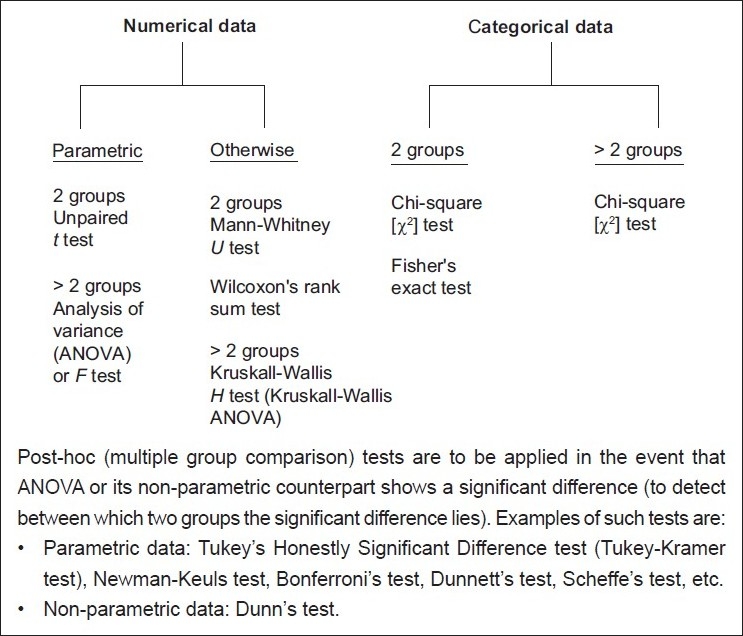 Numerical data
Categorical data
Parametric
Otherwise
2 groups
> 2 groups
2 groups
Unpaired
t test
> 2 groups
Analysis of
variance
(ANOVA)
or F test
2 groups
Mann-Whitney
U test
Wilcoxon's rank
sum test
> 2 groups
Kruskall-Wallis
H test (Kruskall-Wallis
ANOVA)
Chi-square
[χ²] test
Fisher's
exact test
Chi-square
[χ²] test
Post-hoc (multiple group comparison) tests are to be applied in the event that
ANOVA or its non-parametric counterpart shows a significant difference (to detect
between which two groups the significant difference lies). Examples of such tests are:
• Parametric data: Tukey’s Honestly Significant Difference test (Tukey-Kramer
test), Newman-Keuls test, Bonferroni’s test, Dunnett’s test, Scheffe’s test, etc.
• Non-parametric data: Dunn’s test.